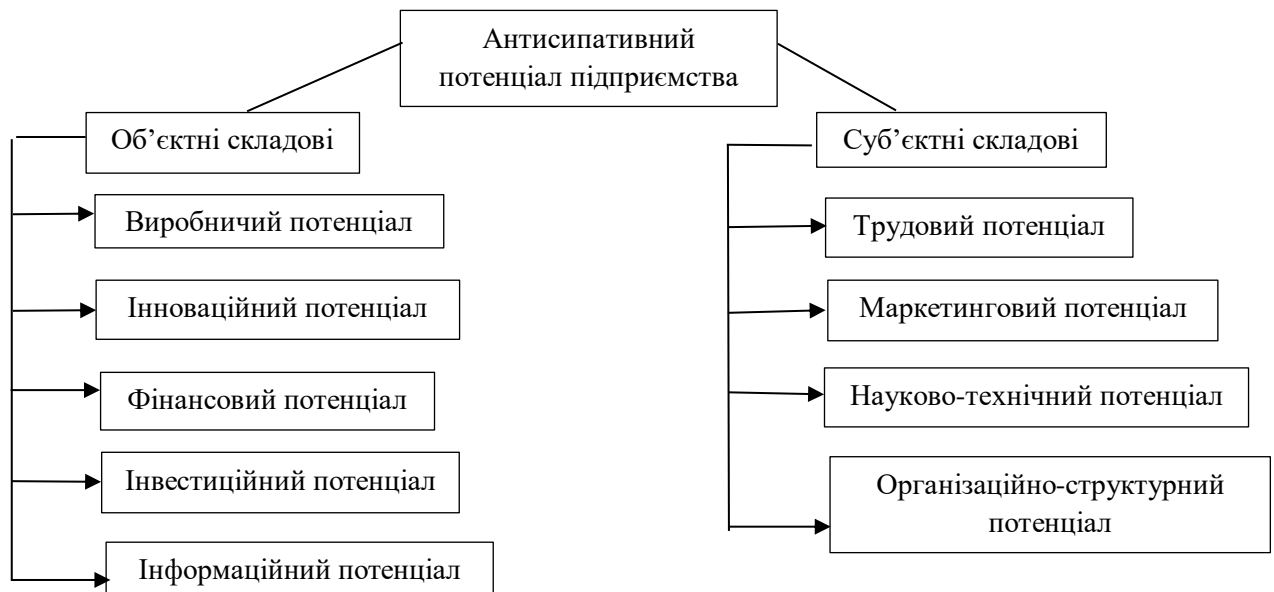 Антисипативний
потенціал підприємства
Об’єктні складові
Виробничий потенціал
Інноваційний потенціал
Фінансовий потенціал
Інвестиційний потенціал
Інформаційний потенціал
Суб’єктні складові
Трудовий потенціал
Маркетинговий потенціал
Науково-технічний потенціал
Організаційно-структурний
потенціал